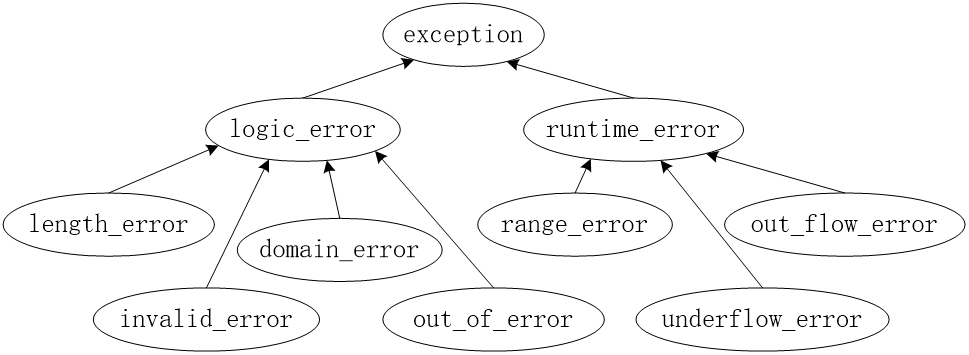 exception
logic_error
runtime_error
length_error
range_error
out_flow_error
domain_error
invalid_error
out_of_error
underflow_error